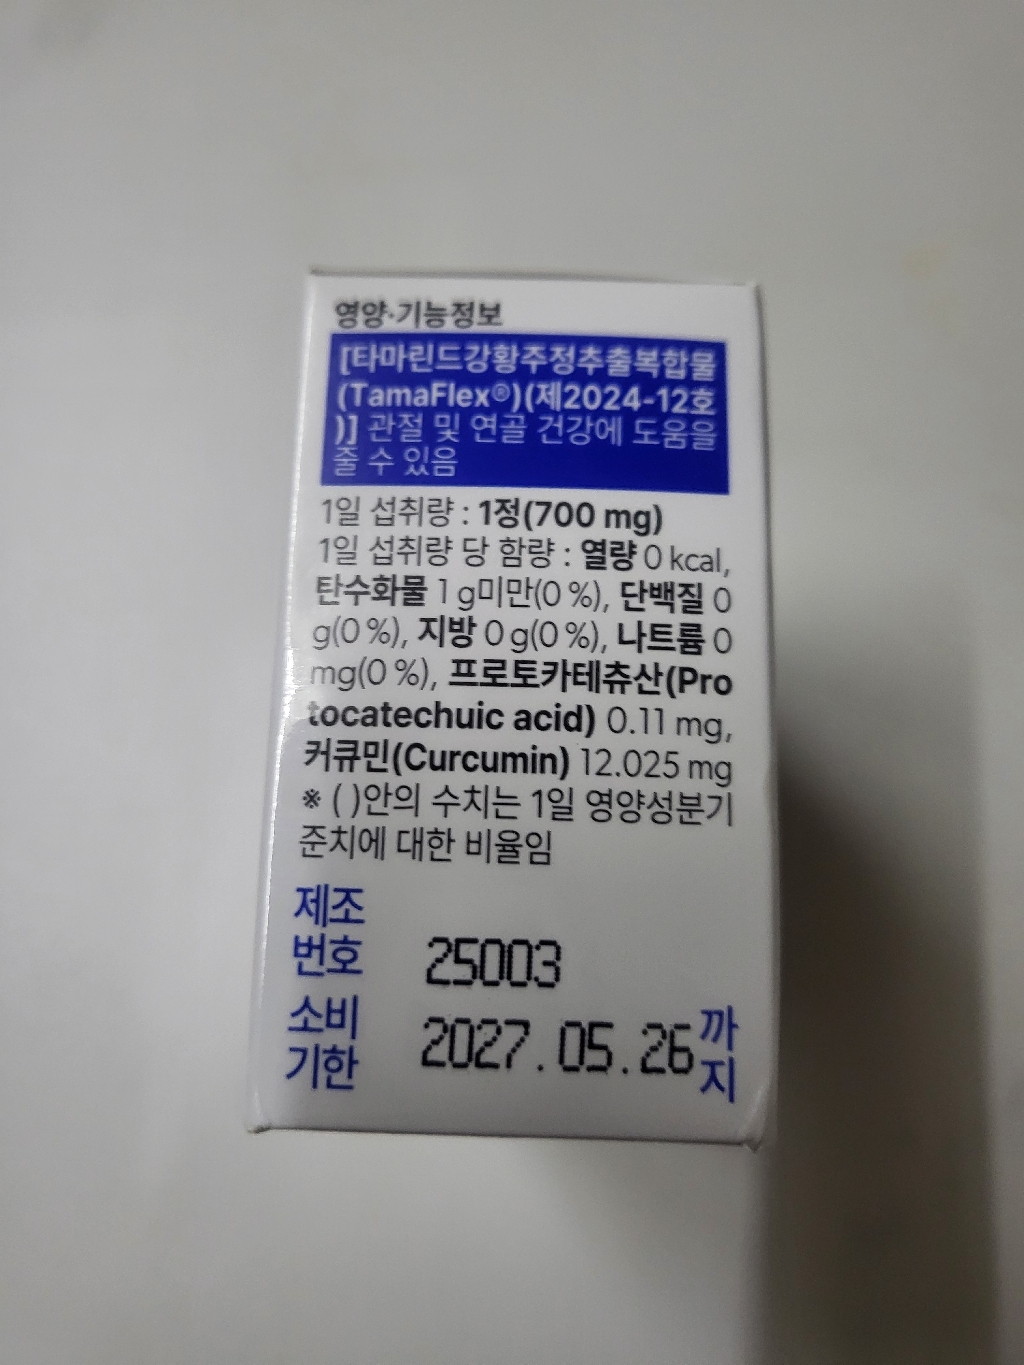 영양·기능정보
[타마린드강황주정추출복합물
(TamaFlex®)(제2024-12호
)] 관절 및 연골 건강에 도움을
줄 수 있음
1일 섭취량 : 1정(700 mg)
1일 섭취량 당 함량 : 열량 0 kcal,
탄수화물 1 g미만(0 %), 단백질 0
g(0 %), 지방 0 g(0 %), 나트륨 0
mg(0 %), 프로토카테츄산(Pro
tocatechuic acid) 0.11 mg,
커큐민(Curcumin) 12.025 mg
※ ( )안의 수치는 1일 영양성분기
준치에 대한 비율임
제조
번호 25003
소비
기한 2027.05.26 까
지